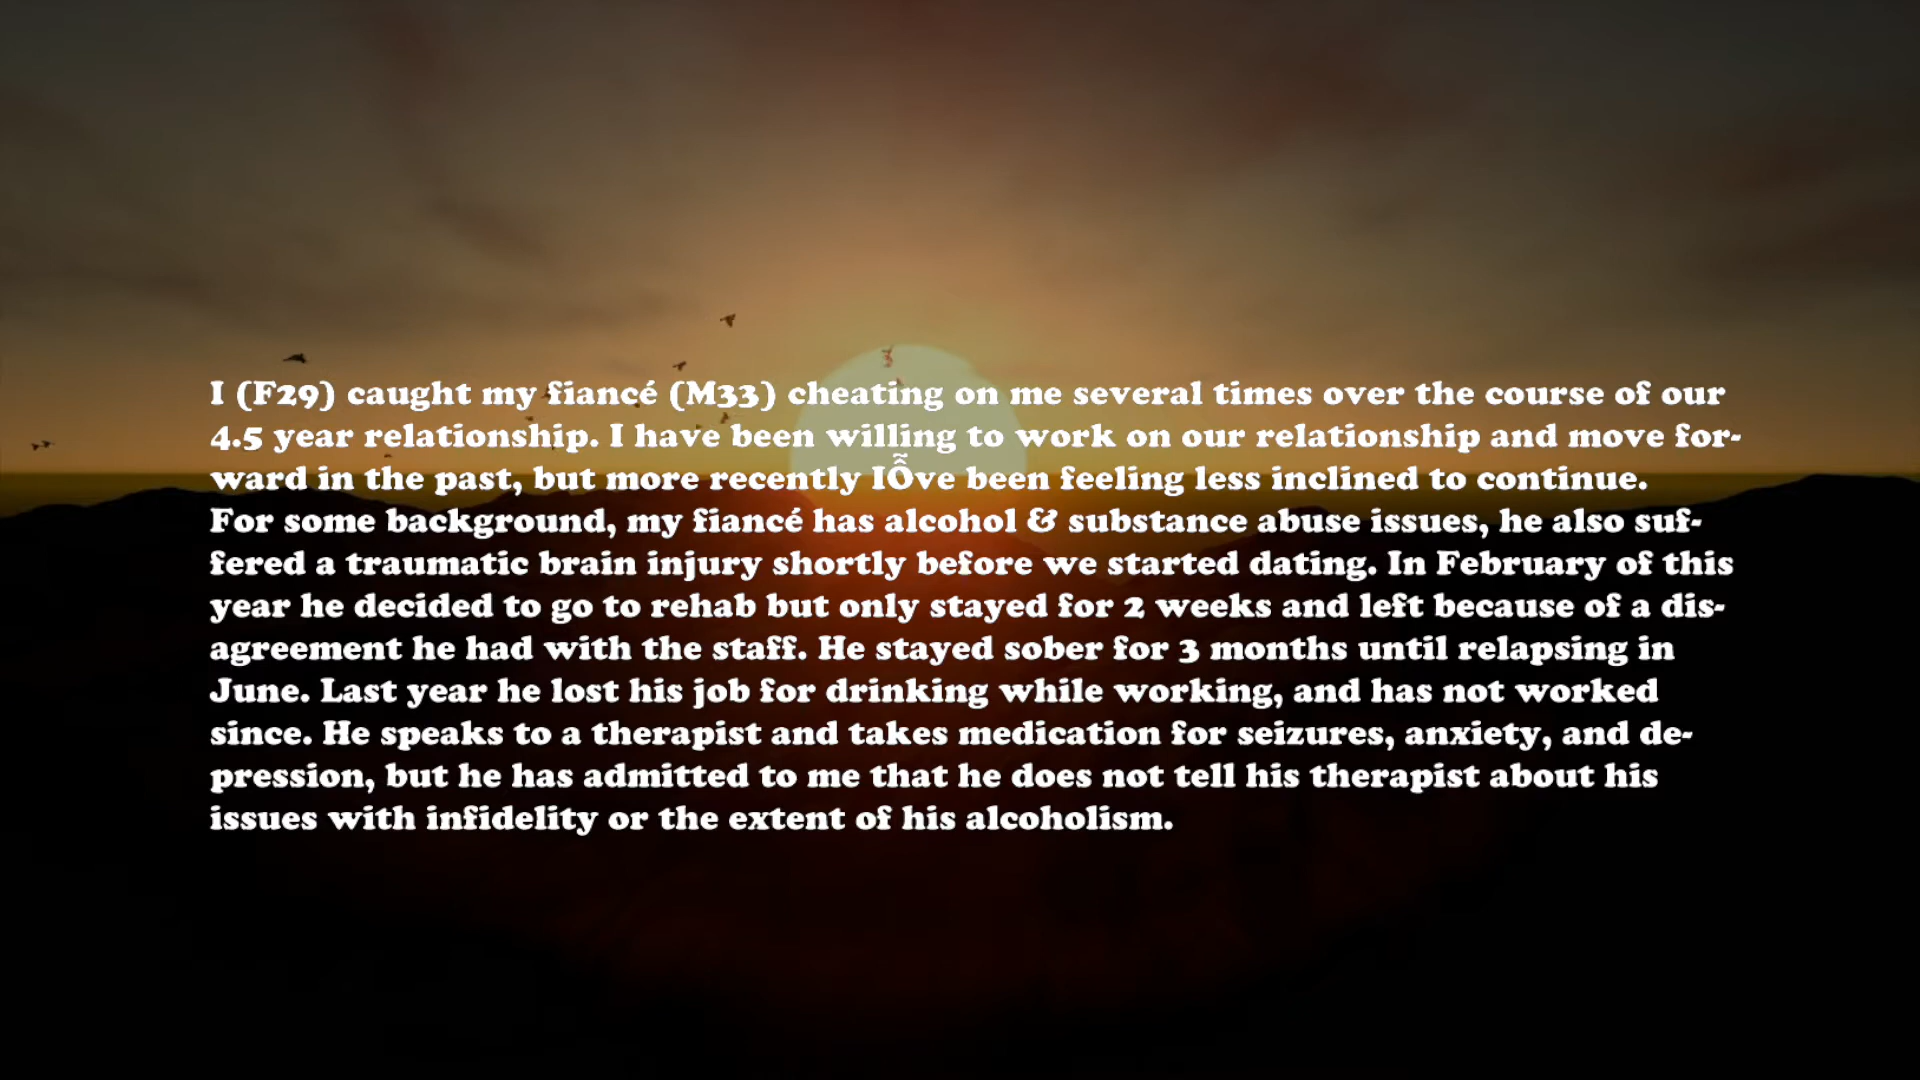 I (F29) caught my fiancé (M33) cheating on me several times over the course of our
4.5 year relationship. I have been willing to work on our relationship and move for-
ward in the past, but more recently IỖve been feeling less inclined to continue.
For some background, my fiancé has alcohol & substance abuse issues, he also suf-
fered a traumatic brain injury shortly before we started dating. In February of this
year he decided to go to rehab but only stayed for 2 weeks and left because of a dis-
agreement he had with the staff. He stayed sober for 3 months until relapsing in
June. Last year he lost his job for drinking while working, and has not worked
since. He speaks to a therapist and takes medication for seizures, anxiety, and de-
pression, but he has admitted to me that he does not tell his therapist about his
issues with infidelity or the extent of his alcoholism.